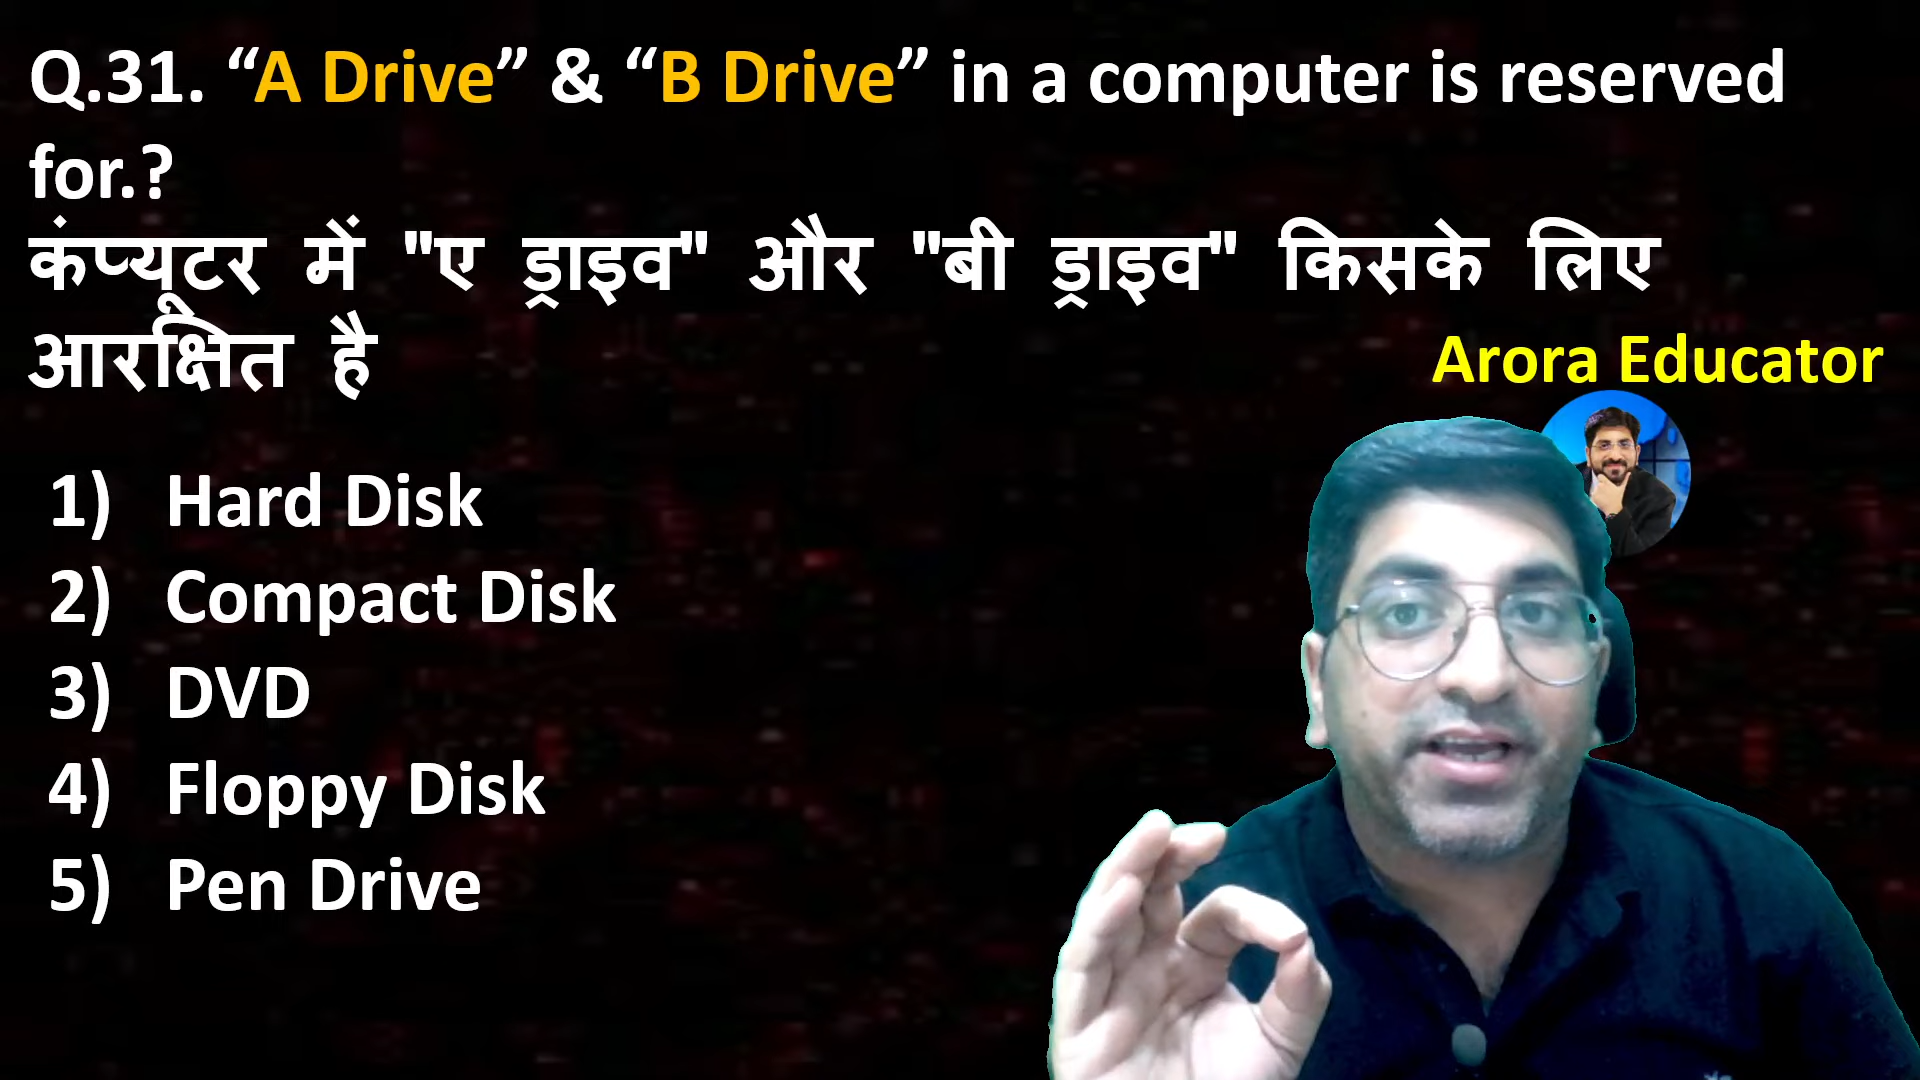 Q.31. “A Drive” & “B Drive” in a computer is reserved
for.?
कंप्यूटर में "ए ड्राइव" और "बी ड्राइव" किसके लिए
आरक्षित है
Arora Educator
1) Hard Disk
2) Compact Disk
3) DVD
4) Floppy Disk
5) Pen Drive